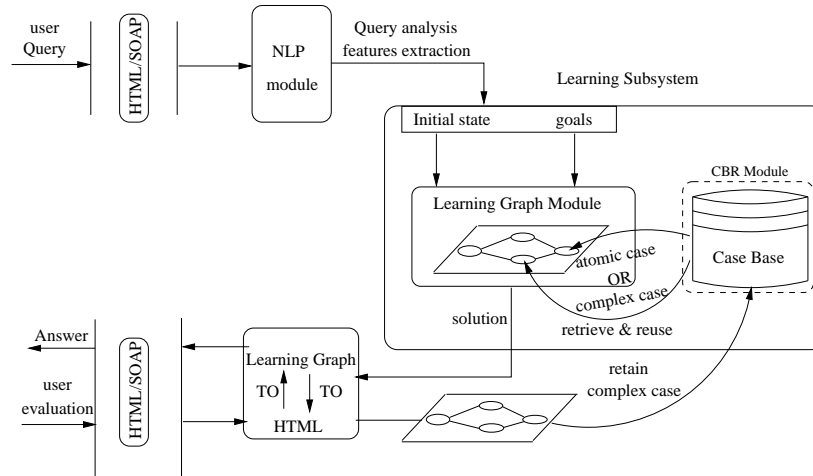 user
Query
HTML/SOAP
NLP
module
Query analysis
features extraction
Learning Subsystem
Initial state
goals
CBR Module
Learning Graph Module
Case Base
atomic case
OR
complex case
retrieve & reuse
solution
Answer
user
evaluation
HTML/SOAP
Learning Graph
TO
TO
HTML
retain
complex case